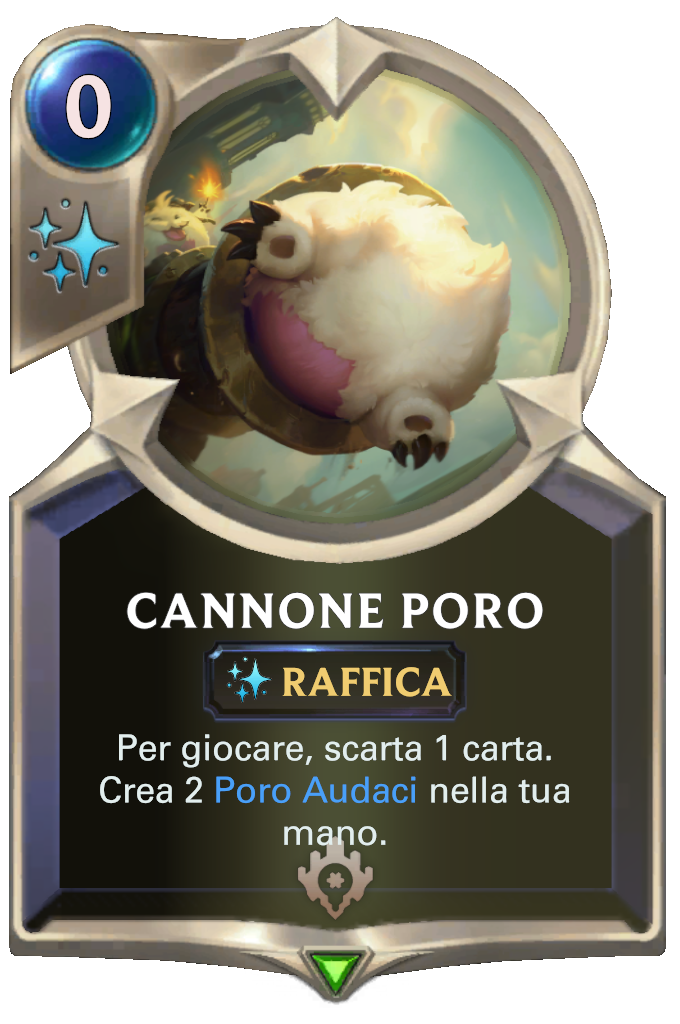 0
CANNONE PORO
RAFFICA
Per giocare, scarta 1 carta.
Crea 2 Poro Audaci nella tua
mano.